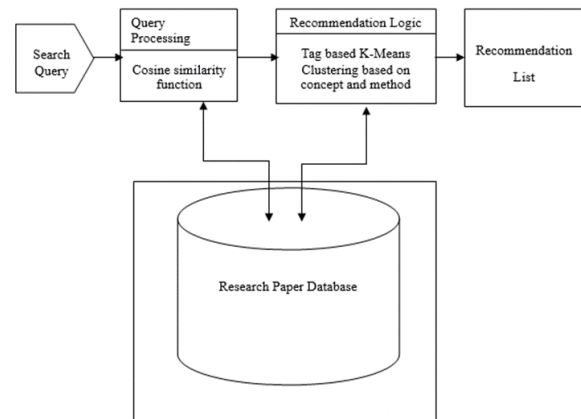 Search
Query
Query
Processing
Cosine similarity
function
Recommendation Logic
Tag based K-Means
Clustering based on
concept and method
Recommendation
List
Research Paper Database